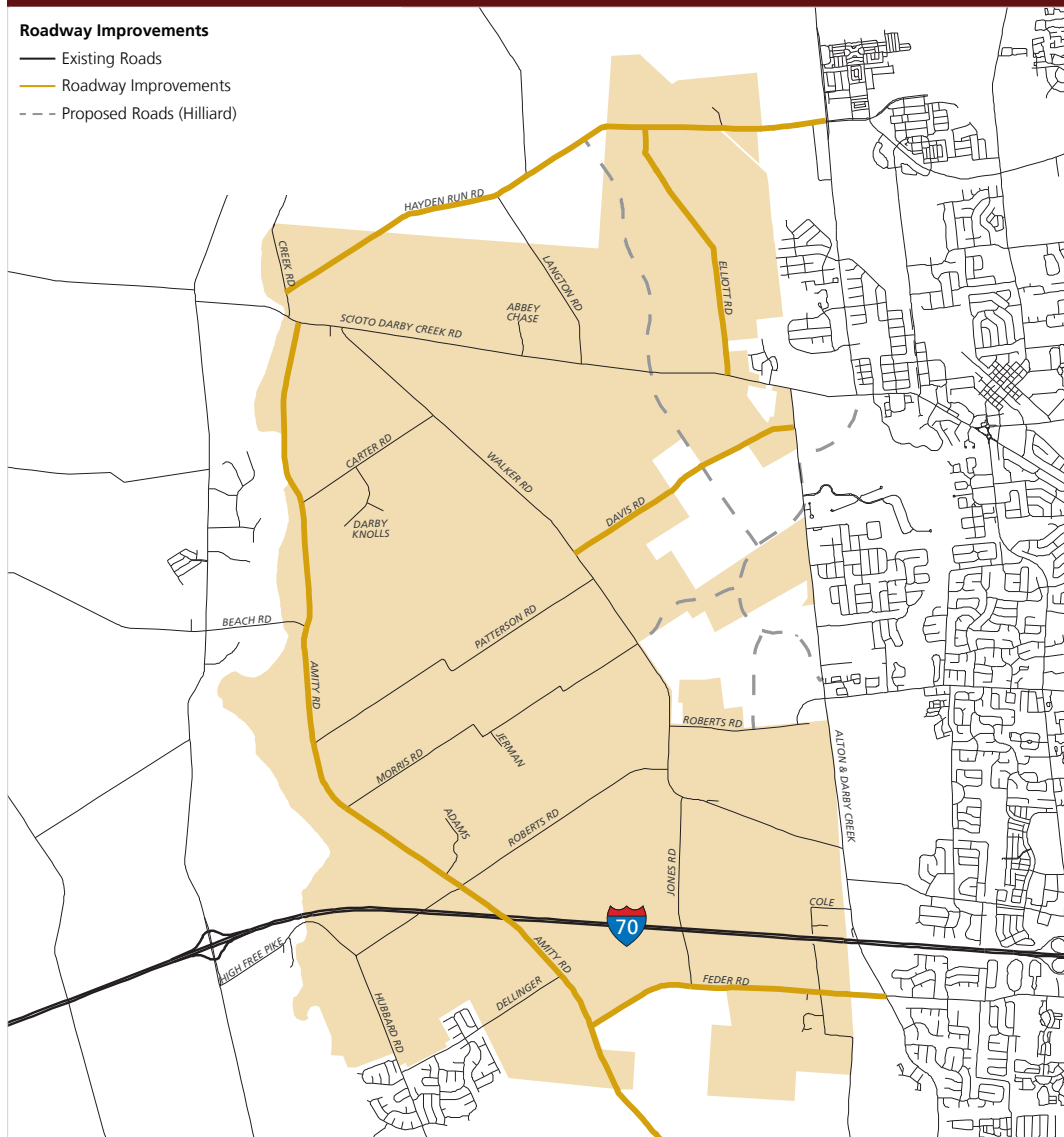 Roadway Improvements
Existing Roads
Roadway Improvements
Proposed Roads (Hilliard)
HAYDEN RUN RD
CREEK RD
LANGTON RD
ELLIOTT RD
ABBEY
CHASE
SCIOTO DARBY CREEK RD
CARTER RD
WALKER RD
DAVIS RD
DARBY
KNOLLS
BEACH RD
PATTERSON RD
AMITY RD
ROBERTS RD
MORRIS RD
JERMAN
ALTON & DARBY CREEK
ADAMS
ROBERTS RD
JONES RD
COLE
70
HIGH FREE PIKE
AMITY RD
DELLINGER
FEDER RD
HUBBARD RD